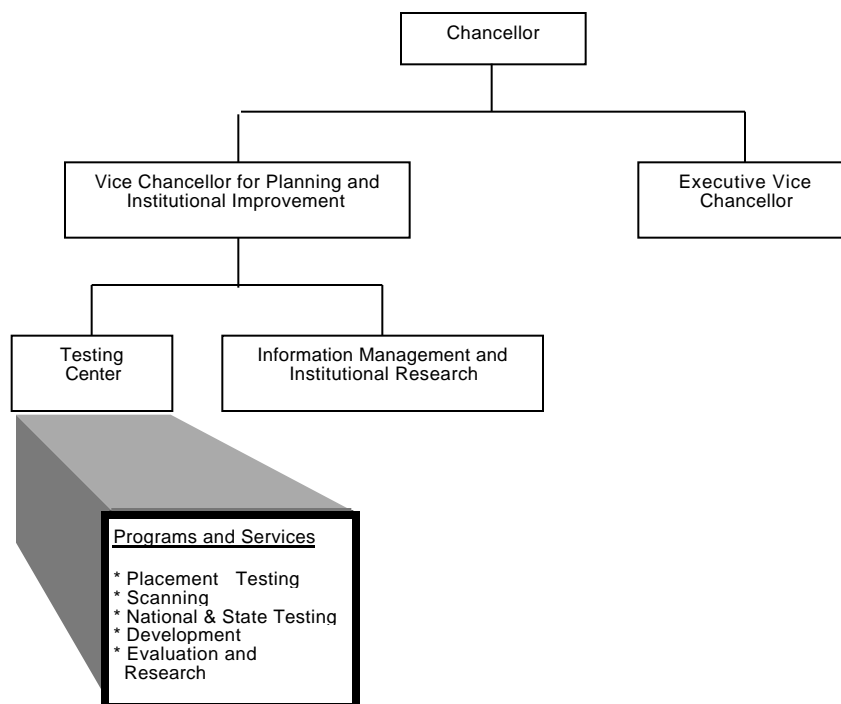 Chancellor
Vice Chancellor for Planning and
Institutional Improvement
Executive Vice
Chancellor
Testing
Center
Information Management and
Institutional Research
Programs and Services
* Placement Testing
* Scanning
* National & State Testing
* Development
* Evaluation and
Research